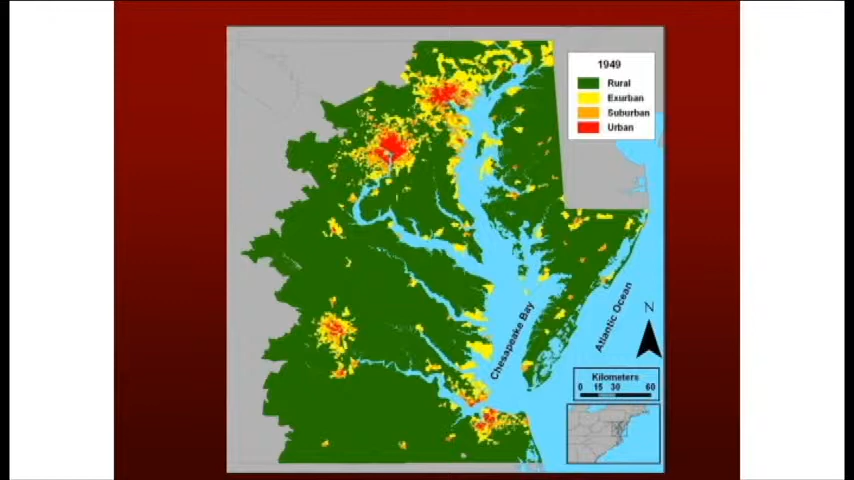 1949
Rural
Exurban
Suburban
Urban
Chesapeake Bay
Atlantic Ocean
N
Kilometers
0 15 30 60